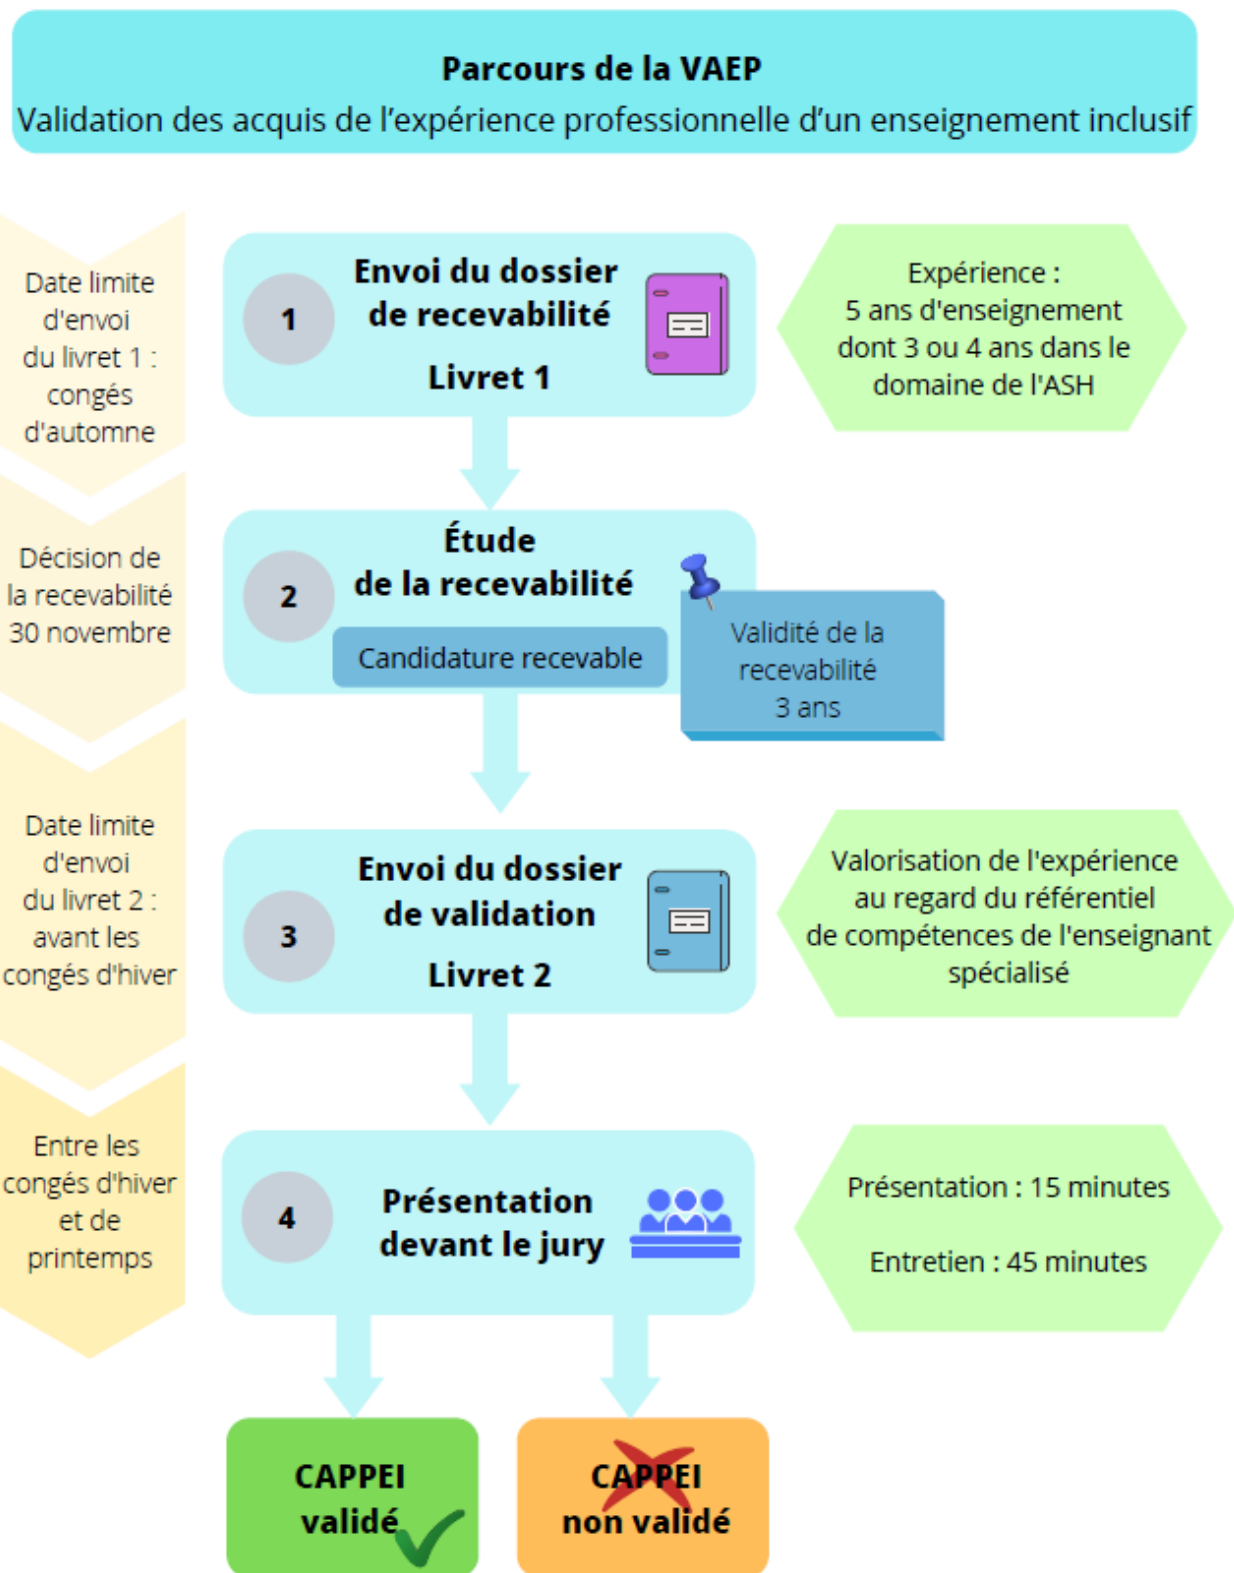 Parcours de la VAEP
Validation des acquis de l'expérience professionnelle d'un enseignement inclusif
Date limite
d'envoi
du livret 1 :
congés
d'automne
1
Envoi du dossier
de recevabilité
Livret 1
Expérience :
5 ans d'enseignement
dont 3 ou 4 ans dans le
domaine de l'ASH
Décision de
la recevabilité
30 novembre
2
Étude
de la recevabilité
Candidature recevable
Validité de la
recevabilité
3 ans
Date limite
d'envoi
du livret 2 :
avant les
congés d'hiver
3
Envoi du dossier
de validation
Livret 2
Valorisation de l'expérience
au regard du référentiel
de compétences de l'enseignant
spécialisé
Entre les
congés d'hiver
et de
printemps
4
Présentation
devant le jury
Présentation : 15 minutes
Entretien : 45 minutes
CAPPEI
validé
CAPPEI
non validé